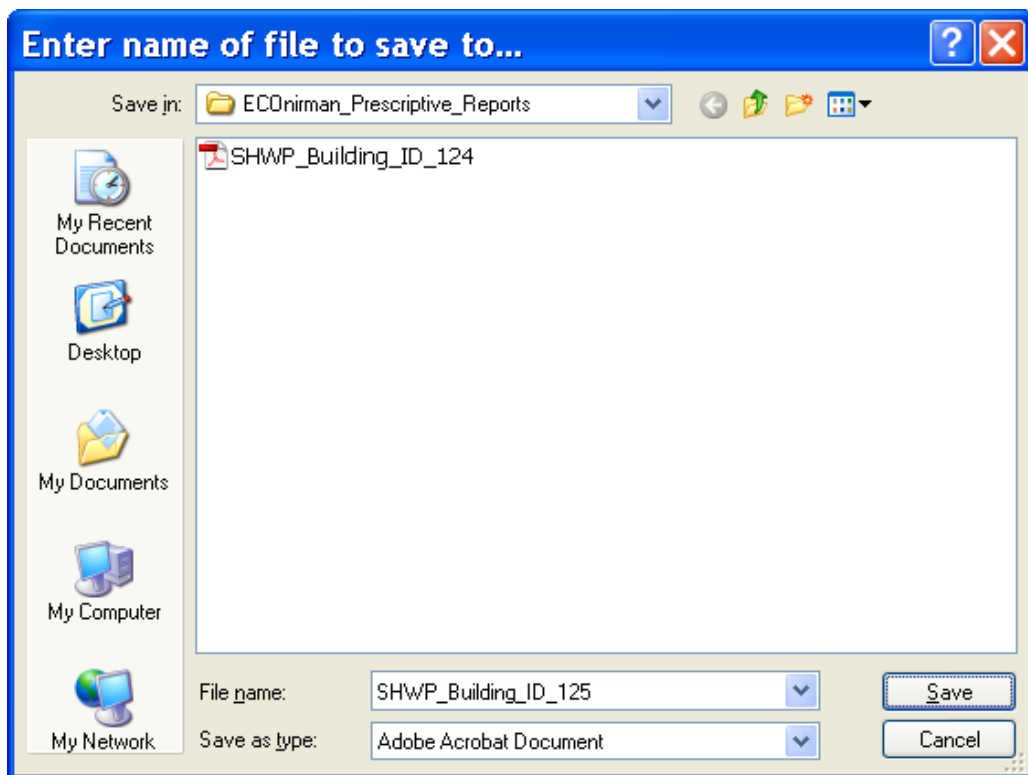 Enter name of file to save to...
Save in:
ECOnirman_Prescriptive_Reports
SHWP_Building_ID_124
My Recent
Documents
Desktop
My Documents
My Computer
My Network
File name:
SHWP_Building_ID_125
Save
Save as type:
Adobe Acrobat Document
Cancel